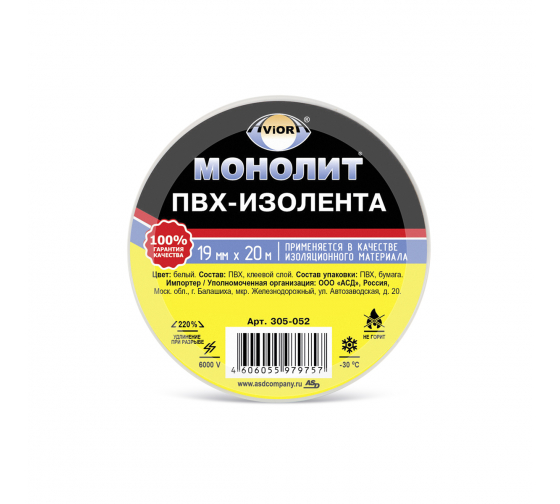 AViORA®
МОНОЛИТ®
ПВХ-ИЗОЛЕНТА
100%
ГАРАНТИЯ
КАЧЕСТВА
19 мм x 20 м
ПРИМЕНЯЕТСЯ В КАЧЕСТВЕ
ИЗОЛЯЦИОННОГО МАТЕРИАЛА
Цвет: белый. Состав: ПВХ, клеевой слой. Состав упаковки: ПВХ, бумага.
Импортер / Уполномоченная организация: ООО «АСД», Россия,
Моск. обл., г. Балашиха, мкр. Железнодорожный, ул. Автозаводская, д. 20.
Арт. 305-052
220%
УДЛИНЕНИЕ
ПРИ РАЗРЫВЕ
6000 V
НЕ ГОРИТ
-30 °C
4 606055 979757
www.asdcompany.ru ASD